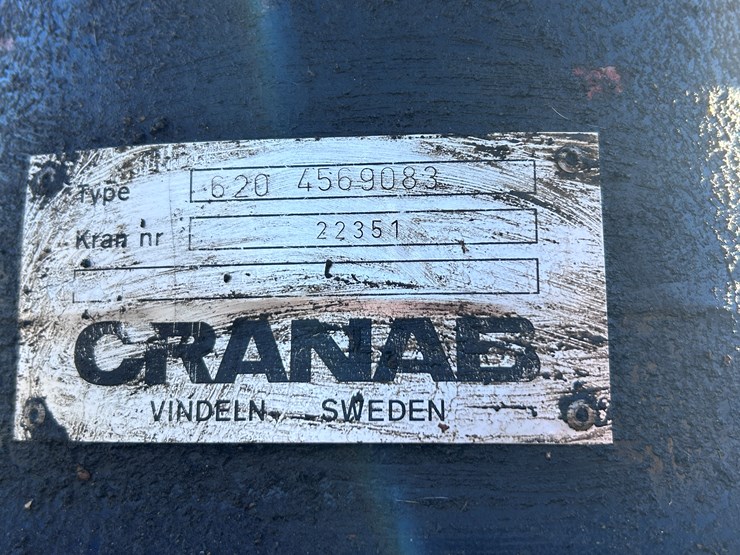 Type 620 4569083
Kran nr 22351
CRANAB
VINDELN SWEDEN